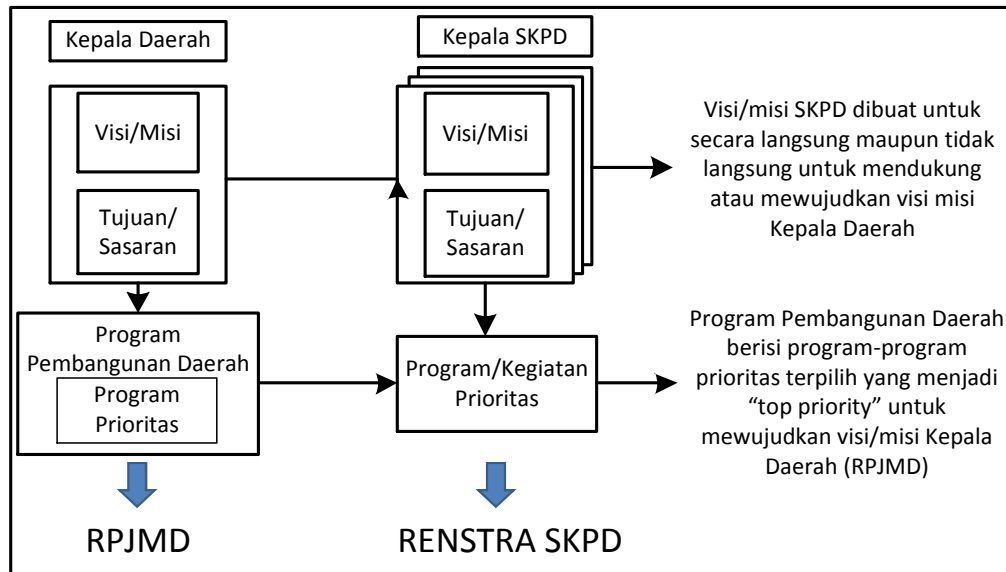 Kepala Daerah
Kepala SKPD
Visi/Misi
Tujuan/
Sasaran
Visi/Misi
Tujuan/
Sasaran
Visi/misi SKPD dibuat untuk
secara langsung maupun tidak
langsung untuk mendukung
atau mewujudkan visi misi
Kepala Daerah
Program
Pembangunan Daerah
Program
Prioritas
Program/Kegiatan
Prioritas
Program Pembangunan Daerah
berisi program-program
prioritas terpilih yang menjadi
“top priority” untuk
mewujudkan visi/misi Kepala
Daerah (RPJMD)
RPJMD
RENSTRA SKPD